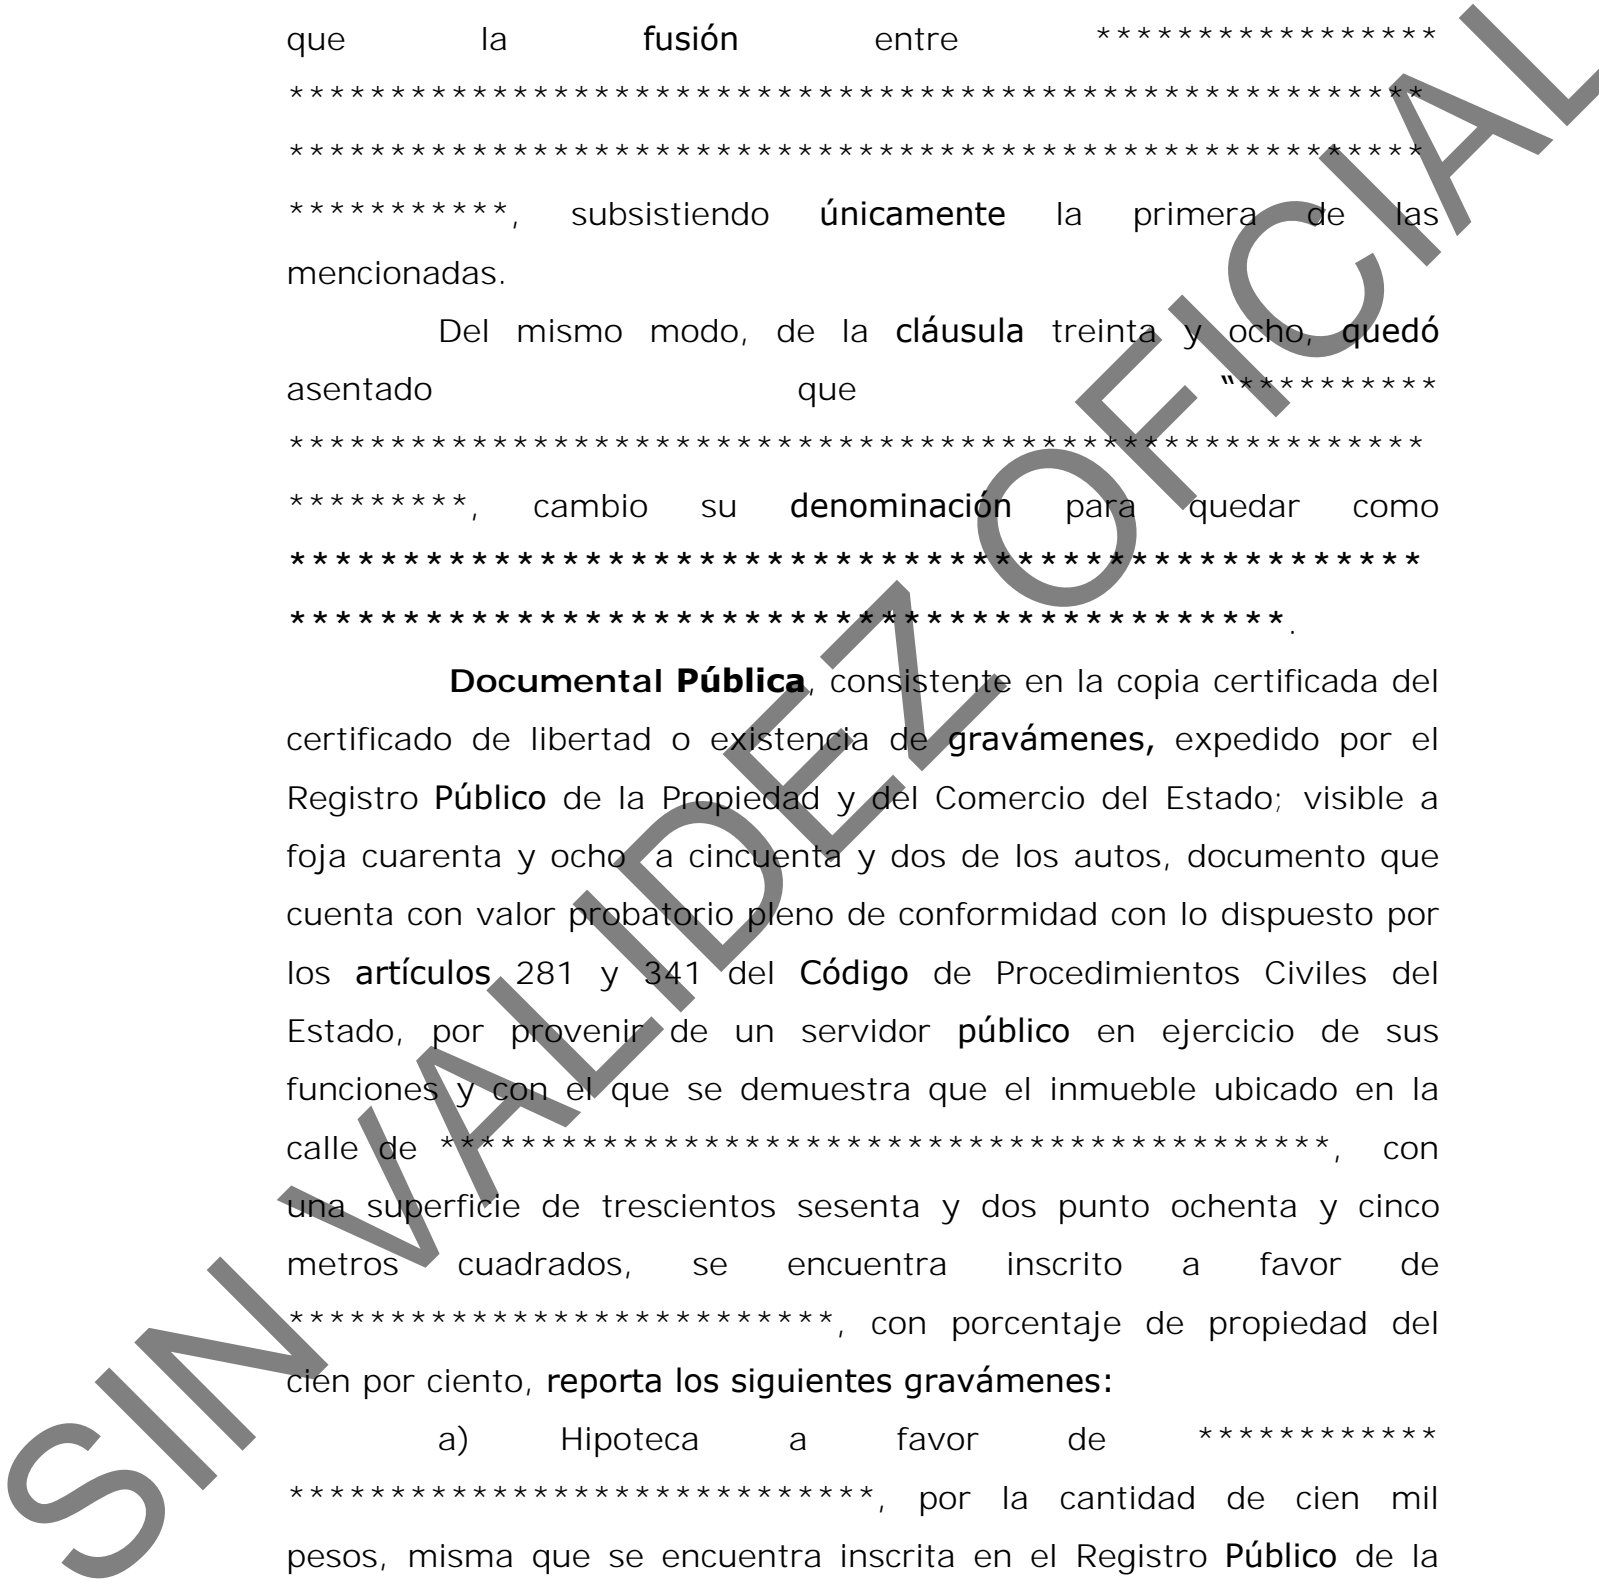 que la fusión entre *****************
********************************************************
********************************************************
***********, subsistiendo únicamente la primera de las
mencionadas.
Del mismo modo, de la cláusula treinta y ocho, quedó
asentado que “**********
********************************************************
*********, cambio su denominación para quedar como
**************************************************
********************************************.
Documental Pública, consistente en la copia certificada del
certificado de libertad o existencia de gravámenes, expedido por el
Registro Público de la Propiedad y del Comercio del Estado; visible a
foja cuarenta y ocho a cincuenta y dos de los autos, documento que
cuenta con valor probatorio pleno de conformidad con lo dispuesto por
los artículos 281 y 341 del Código de Procedimientos Civiles del
Estado, por provenir de un servidor público en ejercicio de sus
funciones y con el que se demuestra que el inmueble ubicado en la
calle de ********************************************, con
una superficie de trescientos sesenta y dos punto ochenta y cinco
metros cuadrados, se encuentra inscrito a favor de
***************************, con porcentaje de propiedad del
cien por ciento, reporta los siguientes gravámenes:
a) Hipoteca a favor de ************
*****************************, por la cantidad de cien mil
pesos, misma que se encuentra inscrita en el Registro Público de la
SIN VALIDEZ OFICIAL